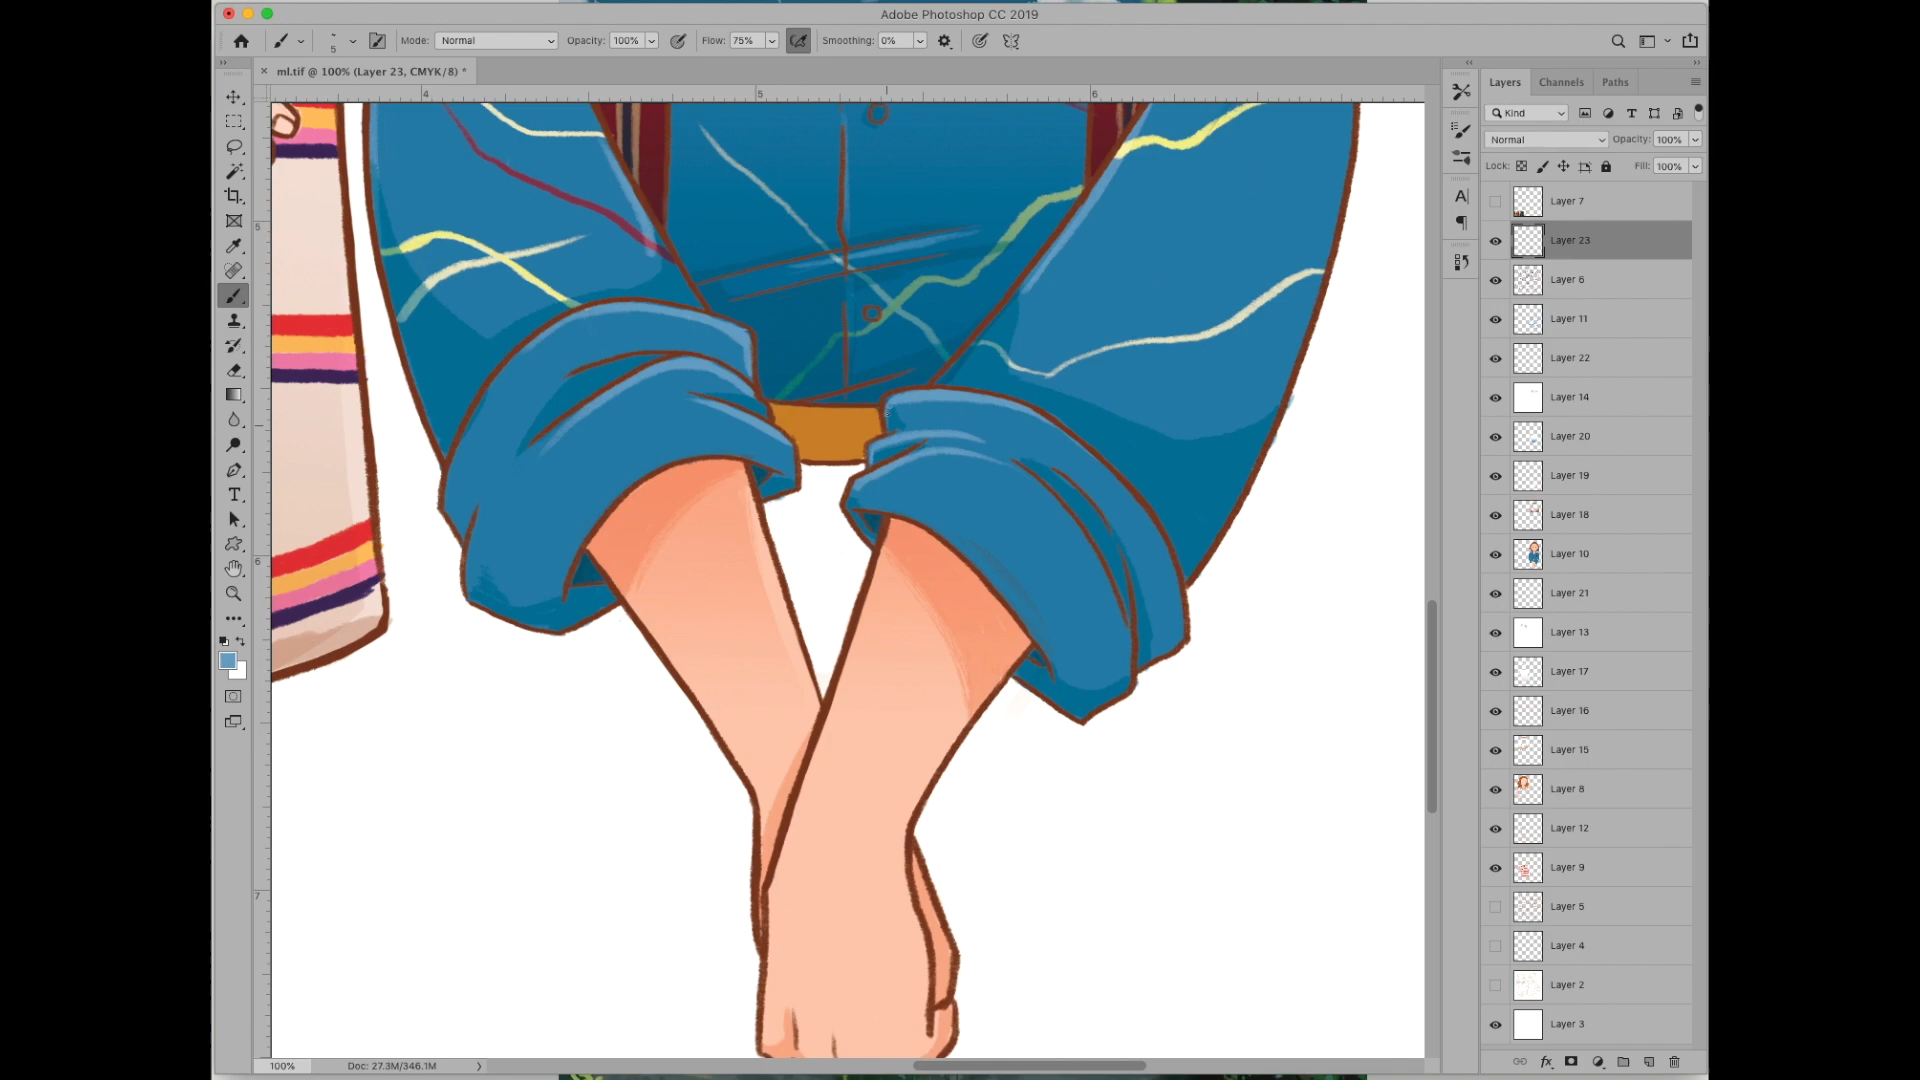 Adobe Photoshop CC 2019
5
Mode: Normal
Opacity: 100%
Flow: 75%
Smoothing: 0%
× ml.tif @ 100% (Layer 23, CMYK/8) *
Layers
Channels
Paths
4
5
6
Kind
Normal
Opacity: 100%
Lock:
Fill: 100%
Layer 7
5
Layer 23
Layer 6
Layer 11
Layer 22
Layer 14
Layer 20
Layer 19
Layer 18
Layer 10
6
Layer 21
Layer 13
Layer 17
Layer 16
Layer 15
Layer 8
Layer 12
Layer 9
7
Layer 5
Layer 4
Layer 2
Layer 3
100%
Doc: 27.3M/346.1M